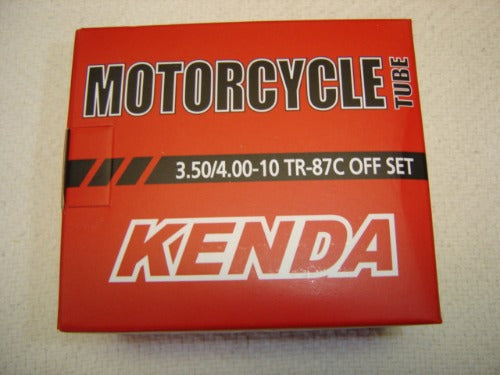 MOTORCYCLE
TUBE
3.50/4.00-10 TR-87C OFF SET
KENDA